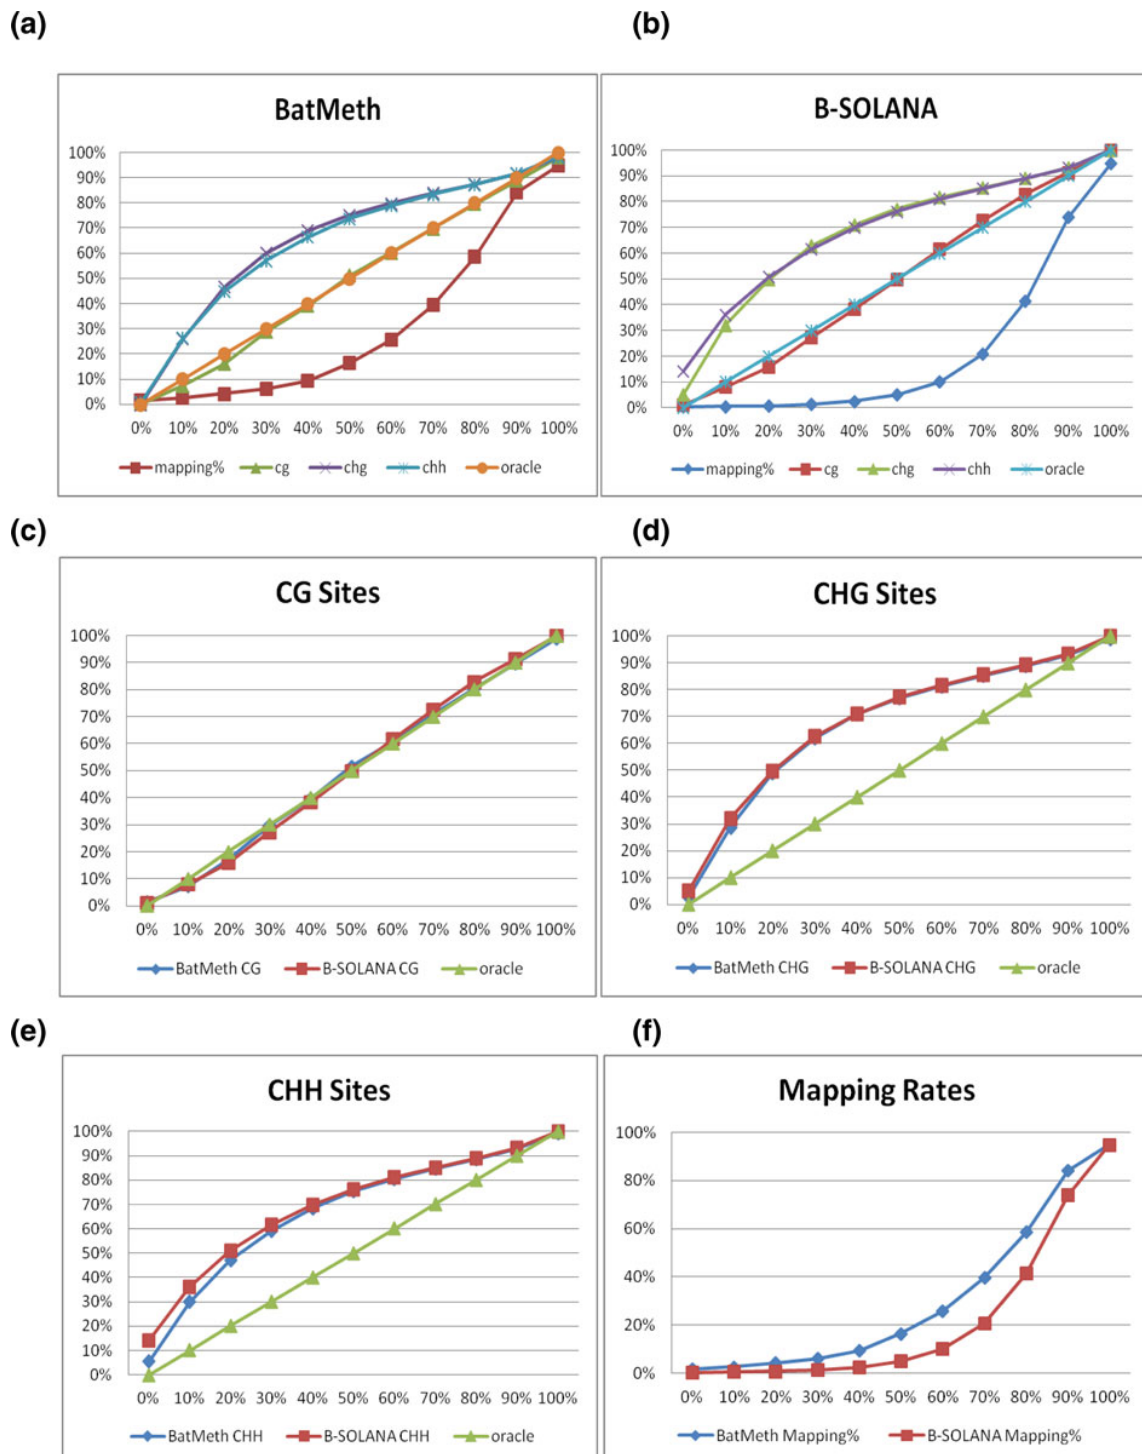 (a)
(b)
BatMeth
100%
90%
80%
70%
60%
50%
40%
30%
20%
10%
0%
0% 10% 20% 30% 40% 50% 60% 70% 80% 90% 100%
mapping% cg chg chh oracle
B-SOLANA
100%
90%
80%
70%
60%
50%
40%
30%
20%
10%
0%
0% 10% 20% 30% 40% 50% 60% 70% 80% 90% 100%
mapping% cg chg chh oracle
(c)
(d)
CG Sites
100%
90%
80%
70%
60%
50%
40%
30%
20%
10%
0%
0% 10% 20% 30% 40% 50% 60% 70% 80% 90% 100%
BatMeth CG B-SOLANA CG oracle
CHG Sites
100%
90%
80%
70%
60%
50%
40%
30%
20%
10%
0%
0% 10% 20% 30% 40% 50% 60% 70% 80% 90% 100%
BatMeth CHG B-SOLANA CHG oracle
(e)
(f)
CHH Sites
100%
90%
80%
70%
60%
50%
40%
30%
20%
10%
0%
0% 10% 20% 30% 40% 50% 60% 70% 80% 90% 100%
BatMeth CHH B-SOLANA CHH oracle
Mapping Rates
100%
80%
60%
40%
20%
0%
0% 10% 20% 30% 40% 50% 60% 70% 80% 90% 100%
BatMeth Mapping% B-SOLANA Mapping%